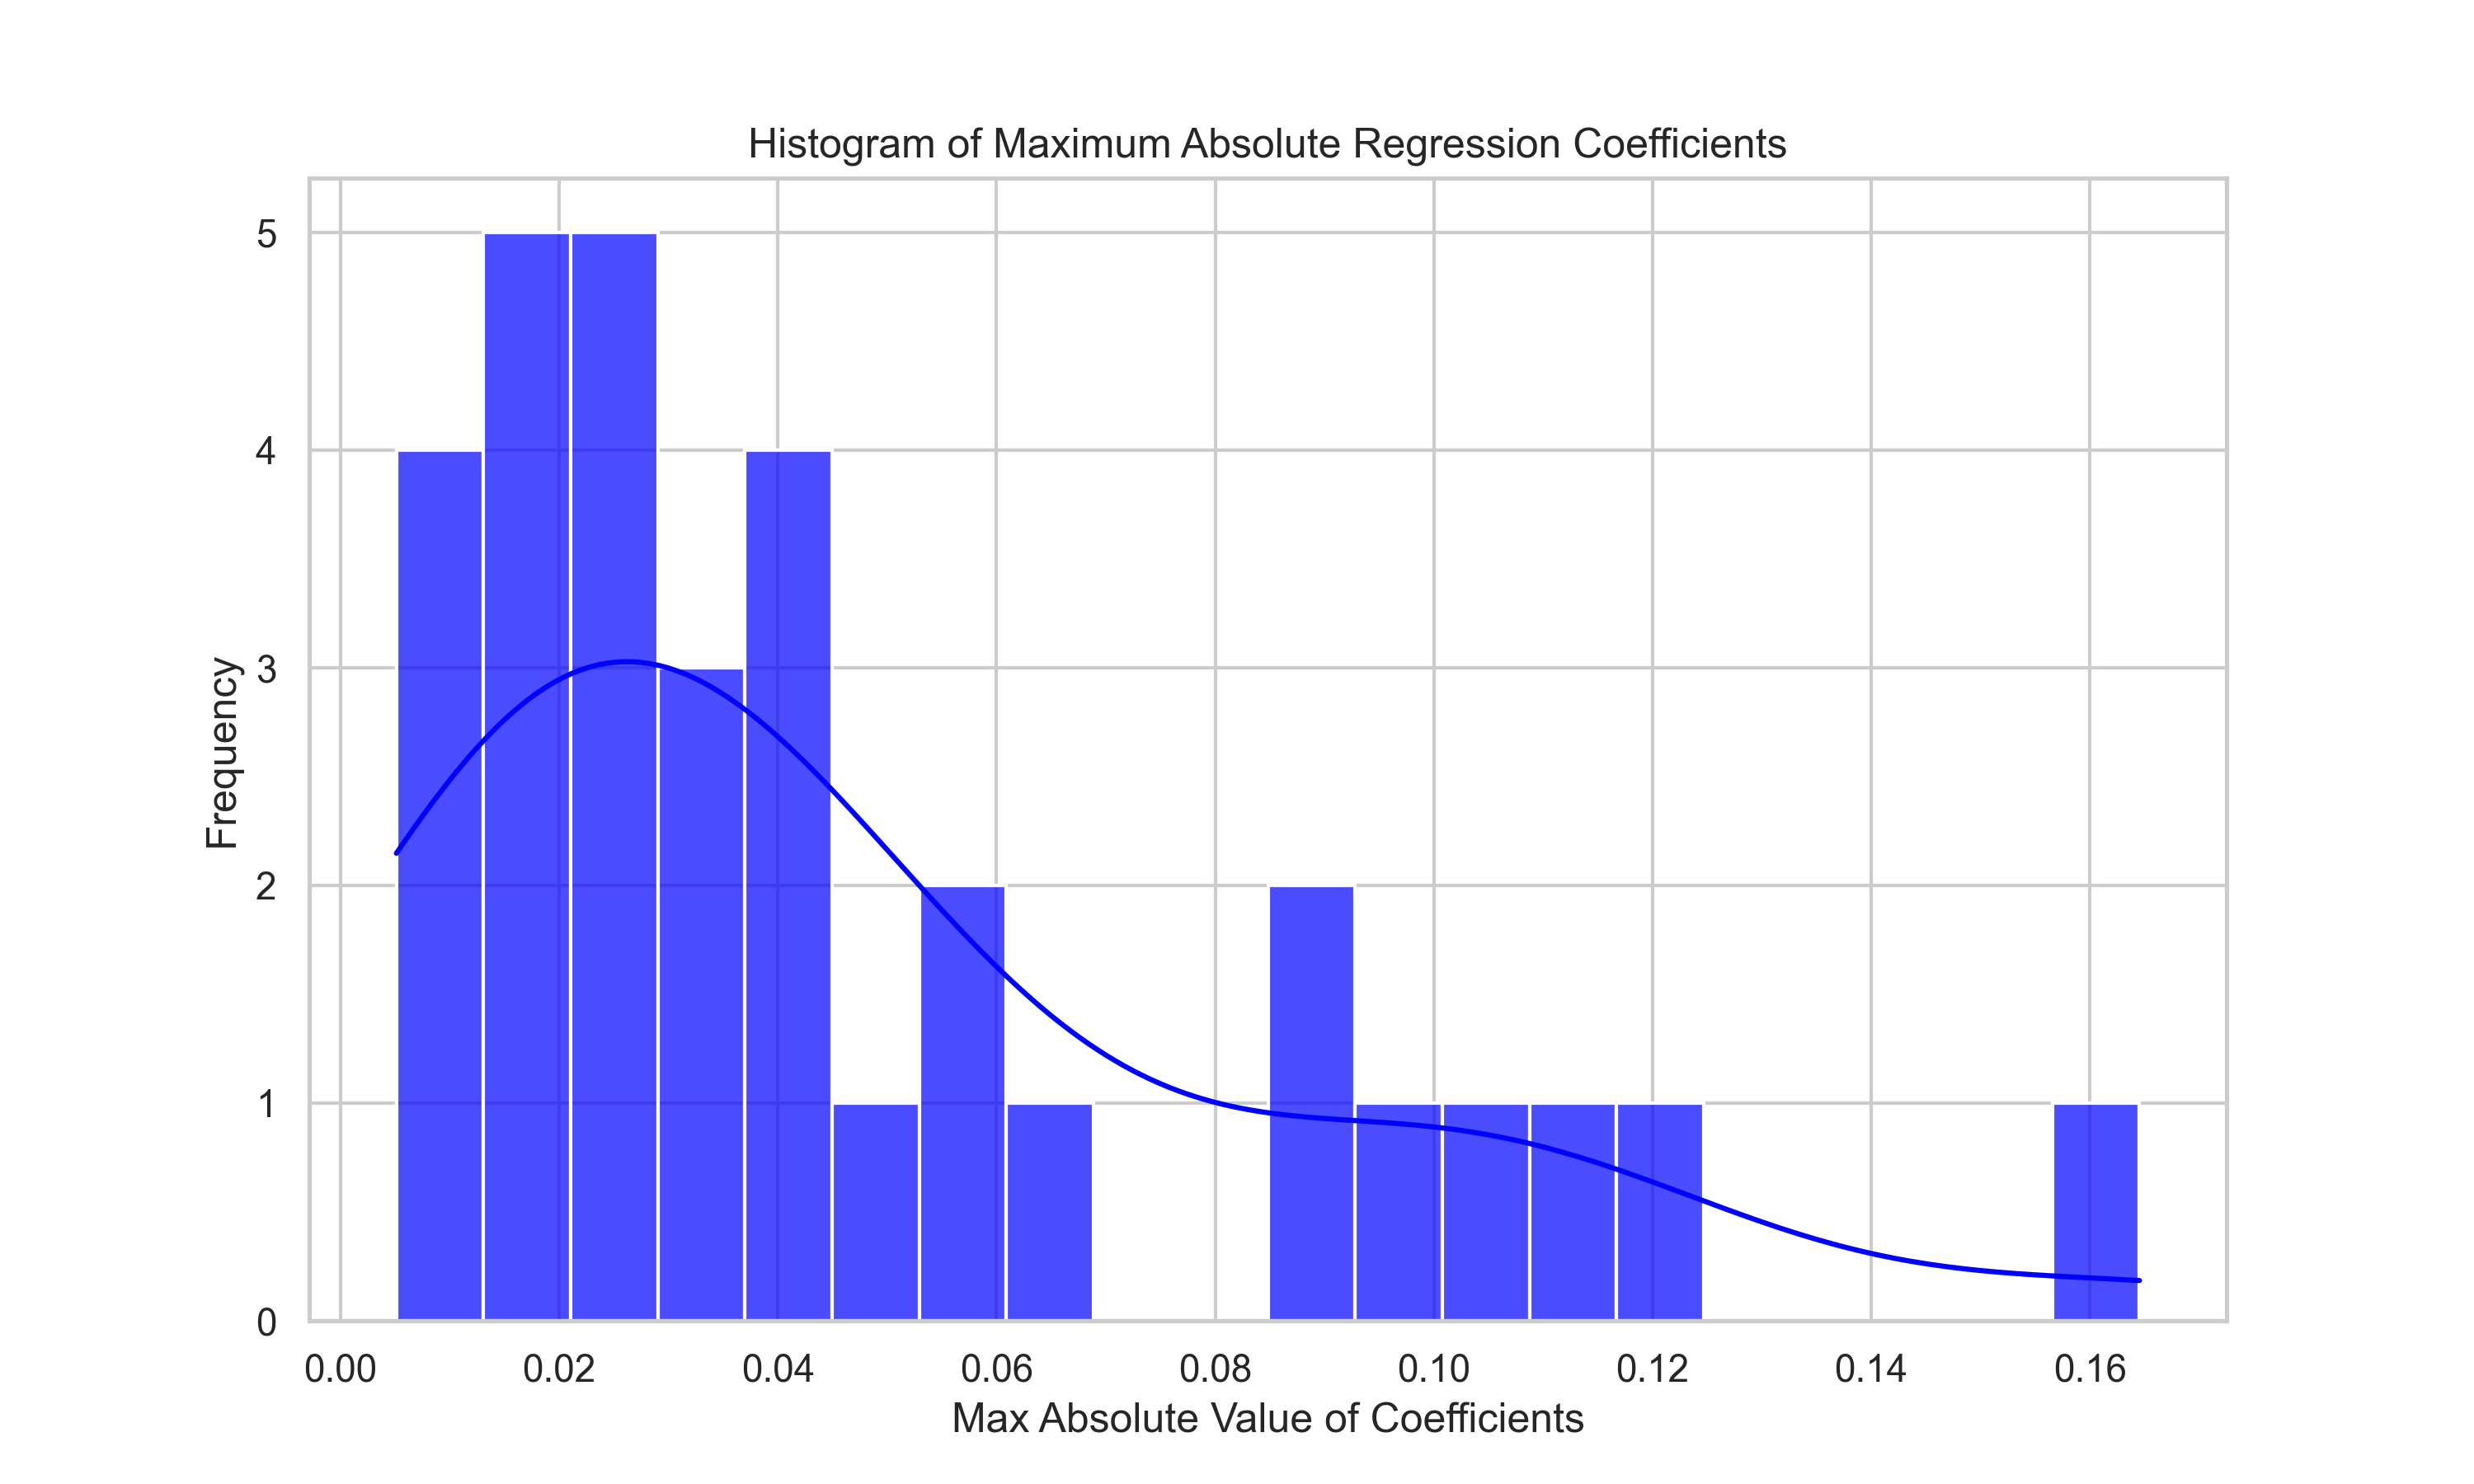 Histogram of Maximum Absolute Regression Coefficients
Frequency
5
4
3
2
1
0
0.00 0.02 0.04 0.06 0.08 0.10 0.12 0.14 0.16
Max Absolute Value of Coefficients